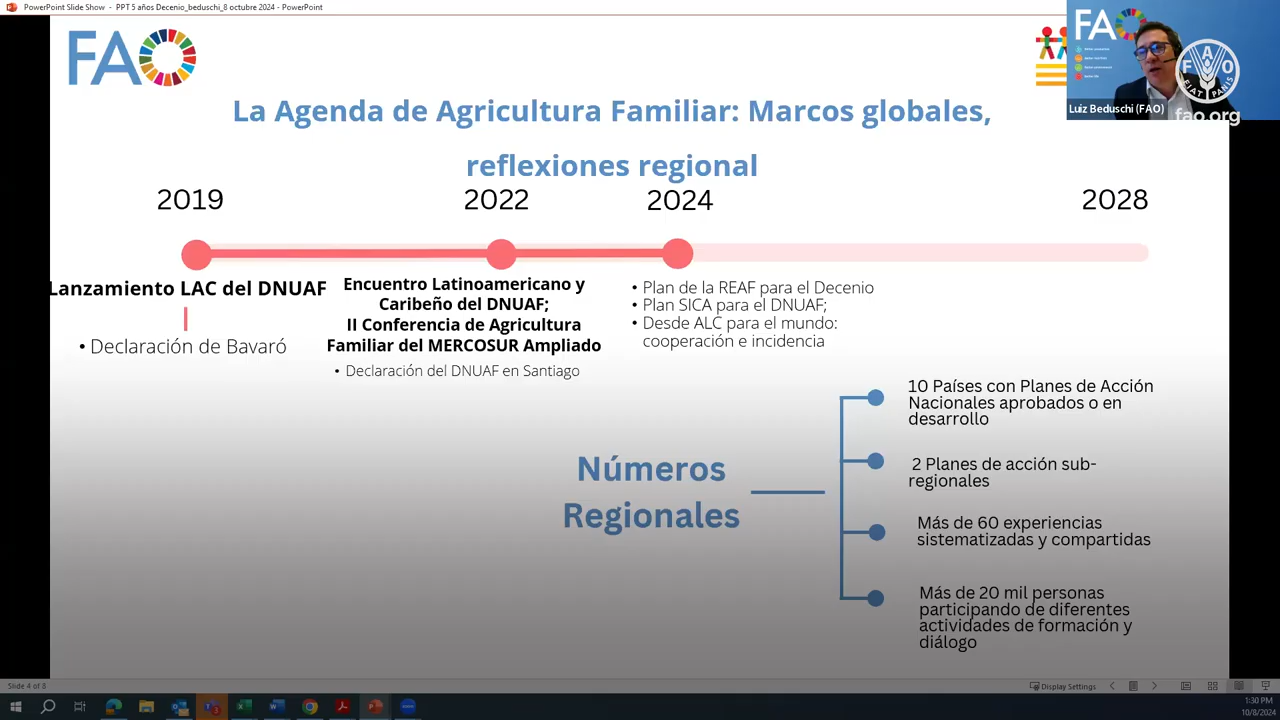 PowerPoint Slide Show - PPT 5 años Decenio_beduschi_8 octubre 2024 - PowerPoint
FAO
FAO
Luiz Beduschi (FAO)
F A O
FIAT PANIS
fao.org
La Agenda de Agricultura Familiar: Marcos globales,
reflexiones regional
2019
2022
2024
2028
Lanzamiento LAC del DNUAF
• Declaración de Bavaró
Encuentro Latinoamericano y
Caribeño del DNUAF;
II Conferencia de Agricultura
Familiar del MERCOSUR Ampliado
• Declaración del DNUAF en Santiago
• Plan de la REAF para el Decenio
• Plan SICA para el DNUAF;
• Desde ALC para el mundo:
cooperación e incidencia
Números
Regionales
10 Países con Planes de Acción
Nacionales aprobados o en
desarrollo
2 Planes de acción sub-
regionales
Más de 60 experiencias
sistematizadas y compartidas
Más de 20 mil personas
participando de diferentes
actividades de formación y
diálogo
Slide 4 of 8
Display Settings
1:30 PM
10/8/2024